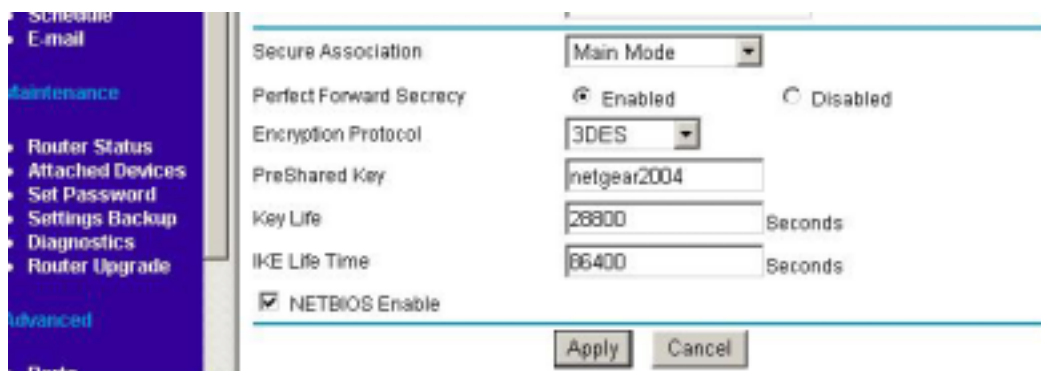 Schedule
E-mail
Maintenance
Router Status
Attached Devices
Set Password
Settings Backup
Diagnostics
Router Upgrade
Advanced
Ports
Secure Association Main Mode
Perfect Forward Secrecy Enabled Disabled
Encryption Protocol 3DES
PreShared Key netgear2004
Key Life 28800 Seconds
IKE Life Time 86400 Seconds
NETBIOS Enable
Apply Cancel